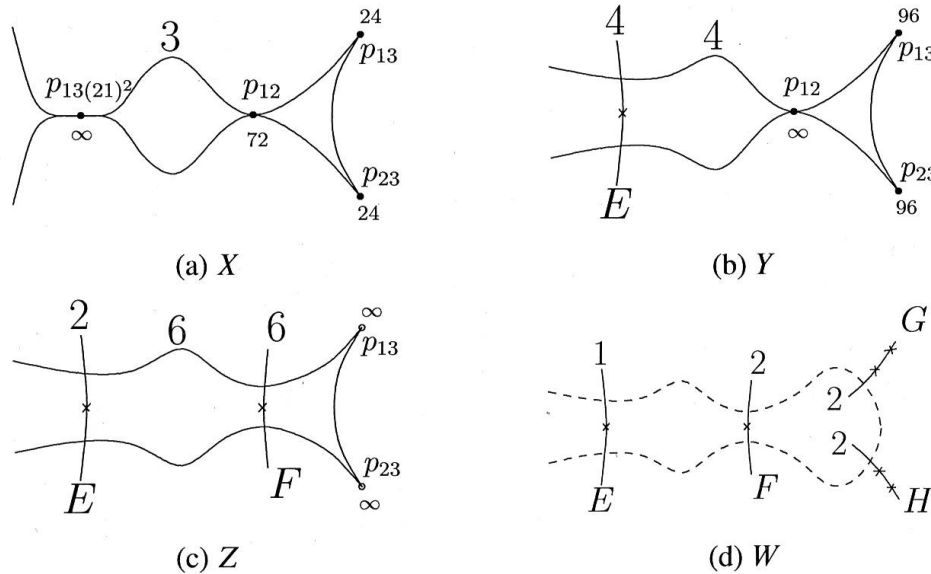 24
3
p₁₃
p₁₃₍₂₁₎²
p₁₂
∞
72
p₂₃
24
(a) X
96
4
4
p₁₃
p₁₂
∞
p₂₃
E
96
(b) Y
∞
2
6
6
p₁₃
p₂₃
E
F
∞
(c) Z
G
1
2
2
2
E
F
H
(d) W